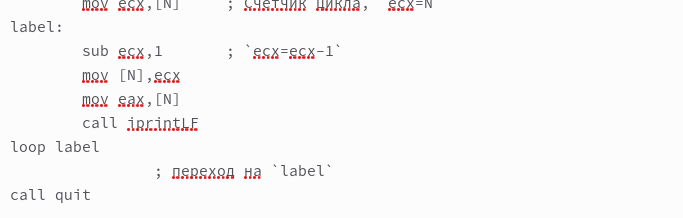 mov ecx,[N] ; Счетчик цикла, `ecx=N`
label:
sub ecx,1 ; `ecx=ecx-1`
mov [N],ecx
mov eax,[N]
call iprintLF
loop label
; переход на `label`
call quit